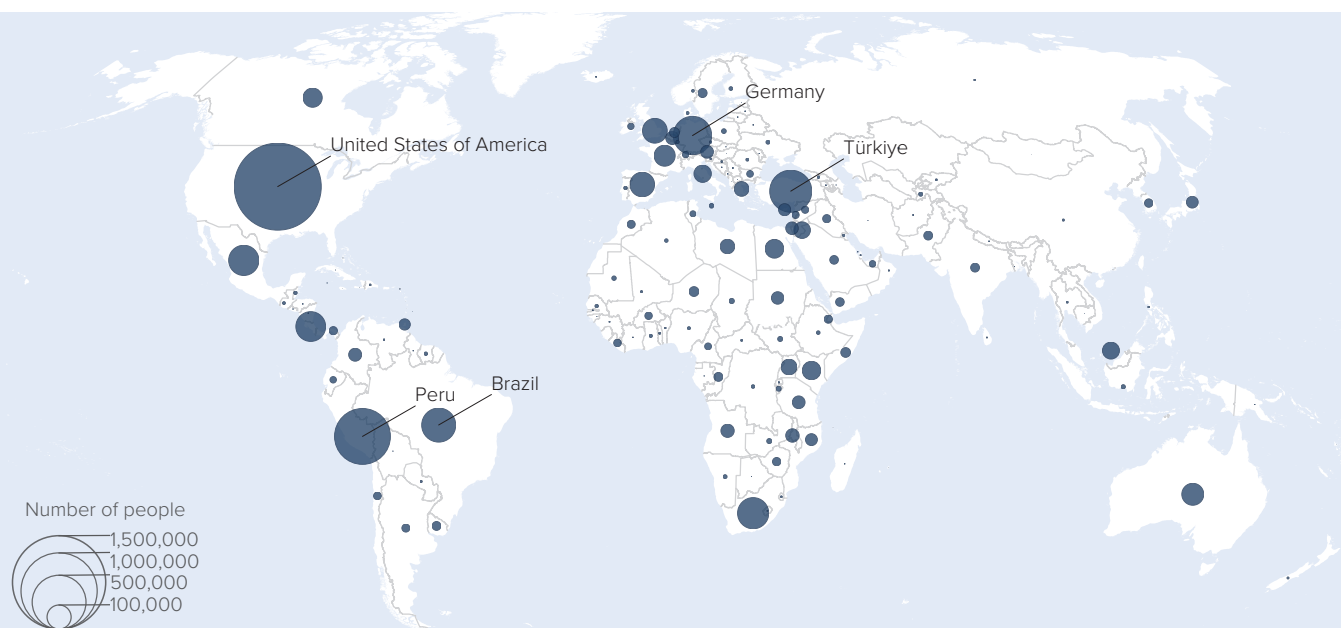 Germany
United States of America
Türkiye
Brazil
Peru
Number of people
1,500,000
1,000,000
500,000
100,000